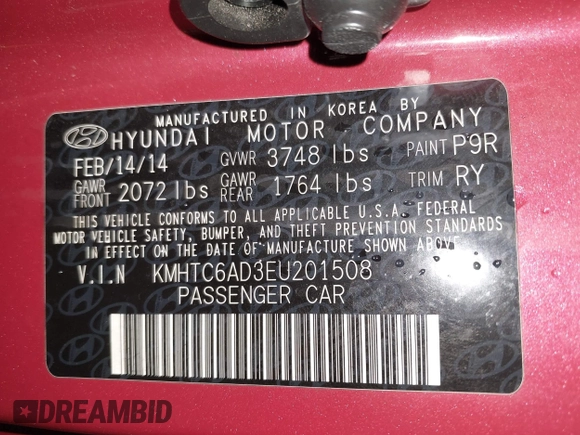 MANUFACTURED IN KOREA BY
HYUNDAI MOTOR COMPANY
FEB/14/14 GVWR 3748 lbs PAINT P9R
GAWR FRONT 2072 lbs GAWR REAR 1764 lbs TRIM RY
THIS VEHICLE CONFORMS TO ALL APPLICABLE U.S.A. FEDERAL
MOTOR VEHICLE SAFETY, BUMPER, AND THEFT PREVENTION STANDARDS
IN EFFECT ON THE DATE OF MANUFACTURE SHOWN ABOVE.
V.I.N KMHTC6AD3EU201508
PASSENGER CAR
DREAMBID